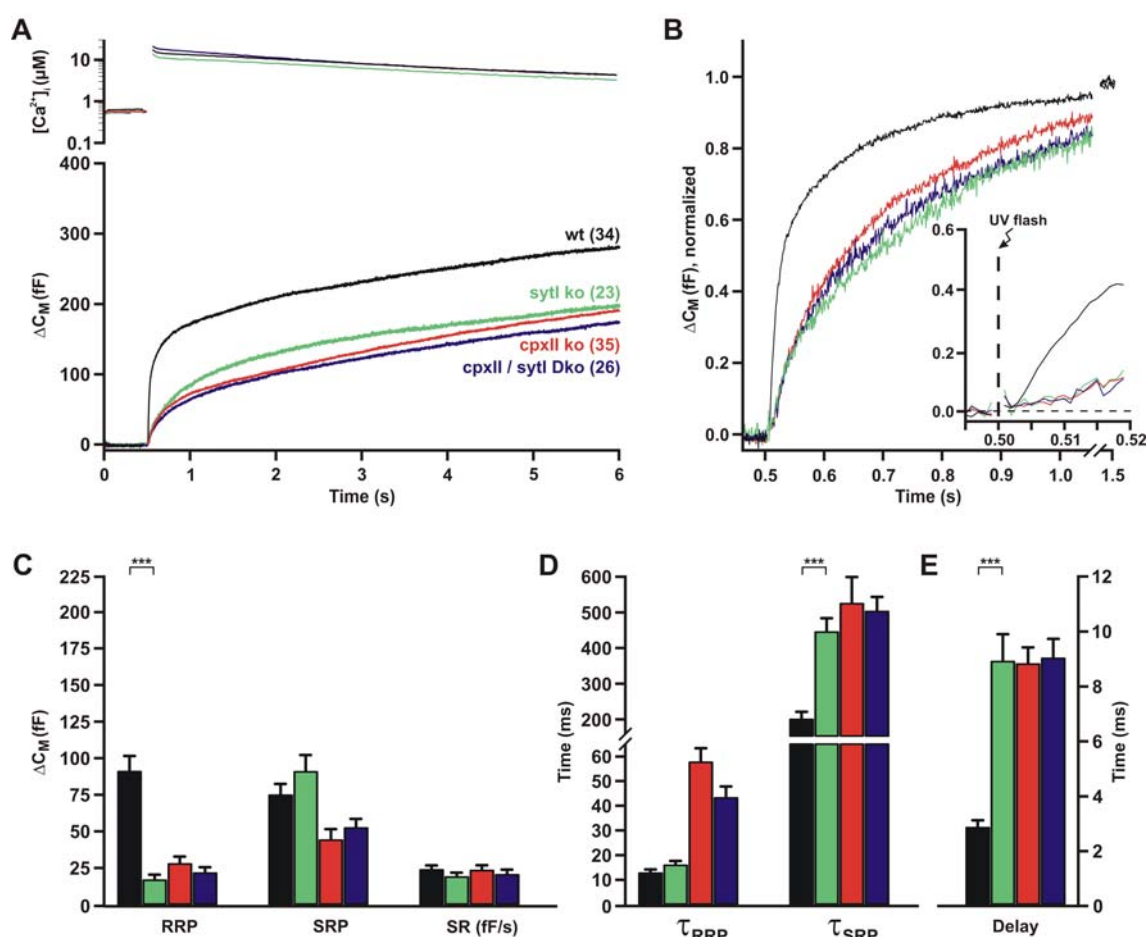 A
[Ca²⁺]ᵢ (µM)
10
1
0.1
400
300
200
100
0
ΔC_M (fF)
wt (34)
sytI ko (23)
cpxII ko (35)
cpxII / sytI Dko (26)
0 1 2 3 4 5 6
Time (s)
B
ΔC_M (fF), normalized
1.0
0.8
0.6
0.4
0.2
0.0
0.5 0.6 0.7 0.8 0.9 1.0 1.5
Time (s)
UV flash
0.6
0.4
0.2
0.0
0.50 0.51 0.52
C
ΔC_M (fF)
225
200
175
150
125
100
75
50
25
0
***
RRP SRP SR (fF/s)
D
Time (ms)
600
500
400
300
200
60
50
40
30
20
10
0
***
τ_RRP τ_SRP
E
***
12
10
8
6
4
2
0
Time (ms)
Delay